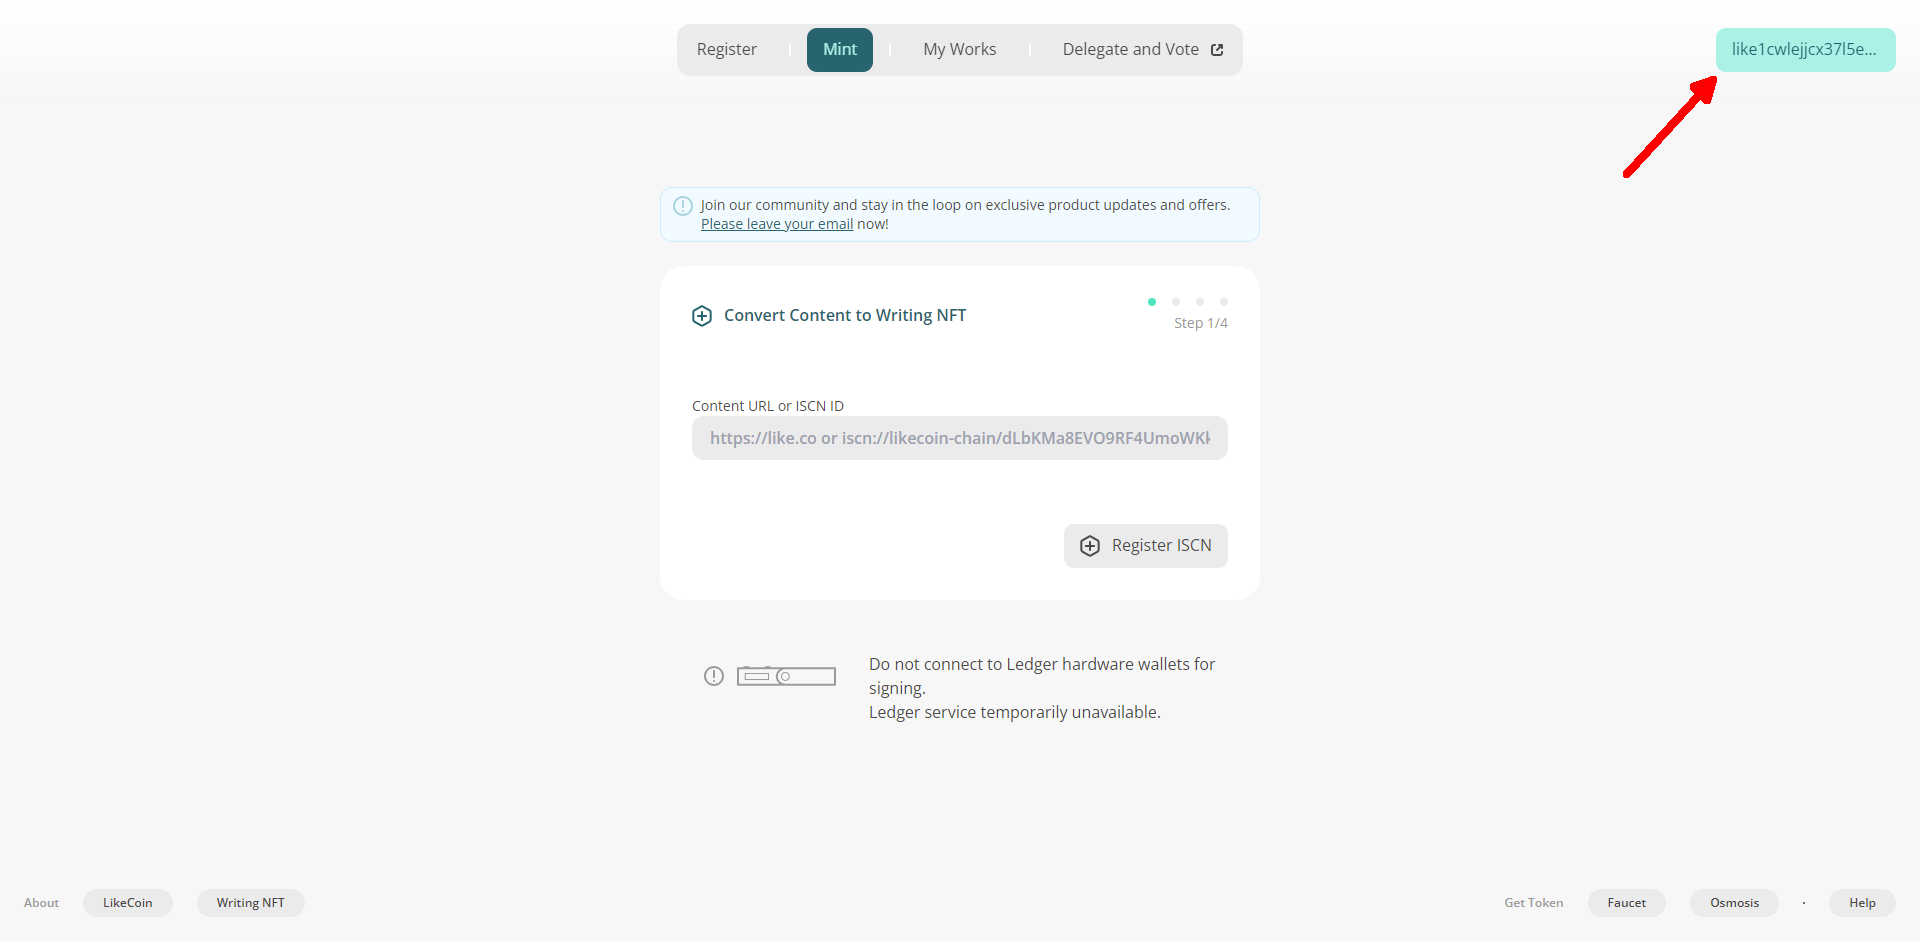 Register
Mint
My Works
Delegate and Vote
like1cwlejjcx37l5e...
Join our community and stay in the loop on exclusive product updates and offers.
Please leave your email now!
Convert Content to Writing NFT
Step 1/4
Content URL or ISCN ID
https://like.co or iscn://likecoin-chain/dLbKMa8EVO9RF4UmoWKk
Register ISCN
Do not connect to Ledger hardware wallets for
signing.
Ledger service temporarily unavailable.
About
LikeCoin
Writing NFT
Get Token
Faucet
Osmosis
·
Help